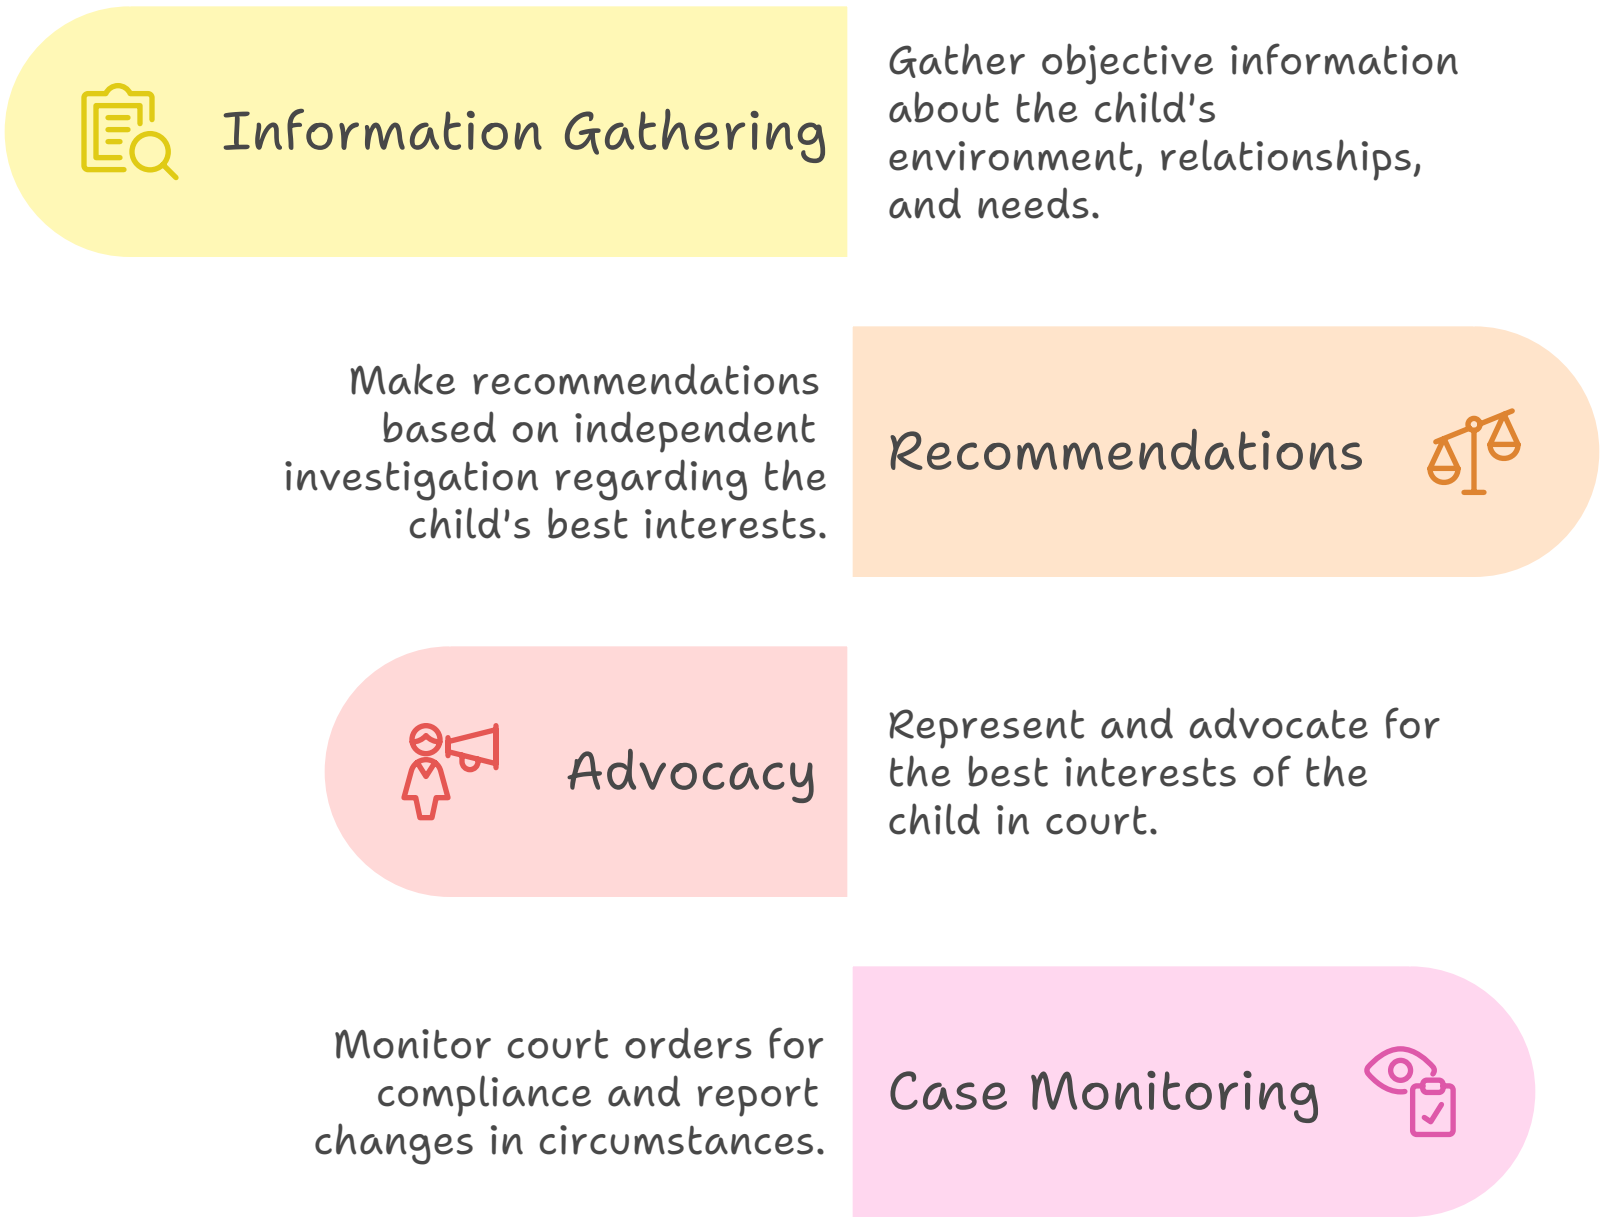 Information Gathering
Gather objective information
about the child's
environment, relationships,
and needs.
Make recommendations
based on independent
investigation regarding the
child's best interests.
Recommendations
Advocacy
Represent and advocate for
the best interests of the
child in court.
Monitor court orders for
compliance and report
changes in circumstances.
Case Monitoring